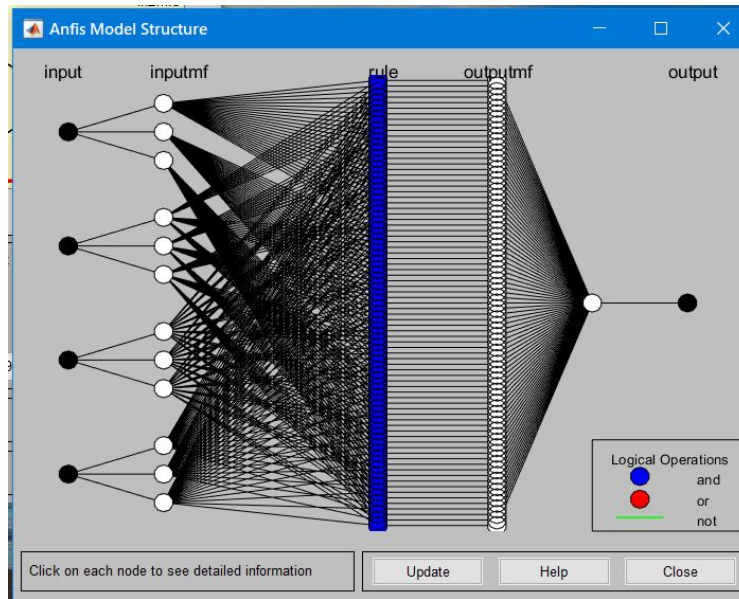 Anfis Model Structure
input inputmf rule outputmf output
Logical Operations
and
or
not
Click on each node to see detailed information
Update Help Close